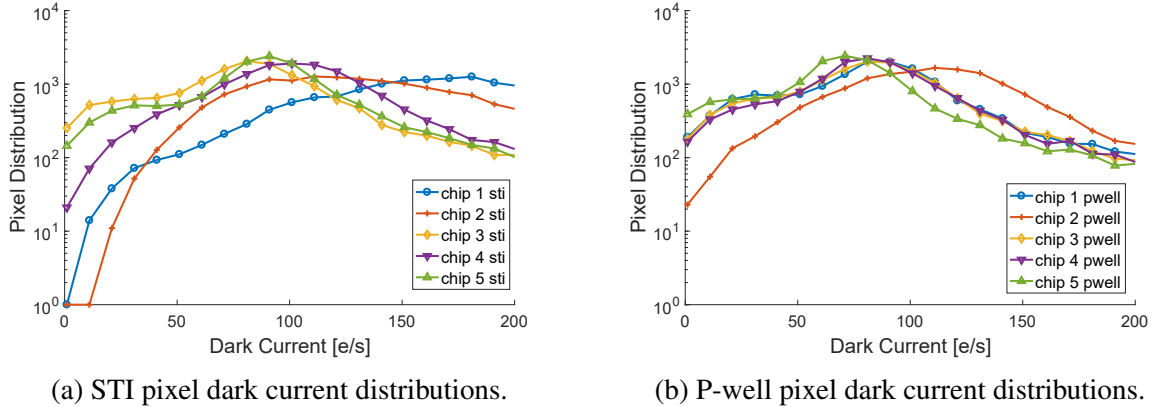 10^4
10^3
10^2
10^1
10^0
Pixel Distribution
0 50 100 150 200
Dark Current [e/s]
chip 1 sti
chip 2 sti
chip 3 sti
chip 4 sti
chip 5 sti
(a) STI pixel dark current distributions.
10^4
10^3
10^2
10^1
10^0
Pixel Distribution
0 50 100 150 200
Dark Current [e/s]
chip 1 pwell
chip 2 pwell
chip 3 pwell
chip 4 pwell
chip 5 pwell
(b) P-well pixel dark current distributions.